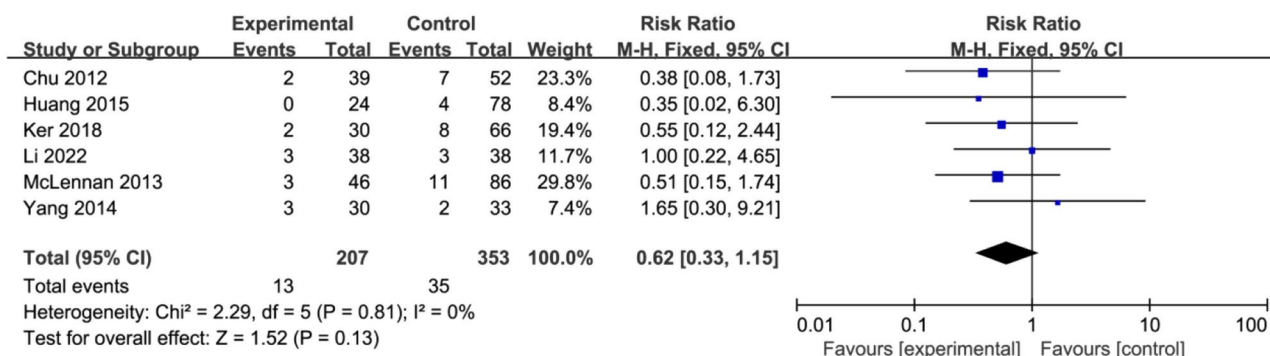 Experimental Control Risk Ratio Risk Ratio
Study or Subgroup Events Total Events Total Weight M-H, Fixed, 95% CI M-H, Fixed, 95% CI
Chu 2012 2 39 7 52 23.3% 0.38 [0.08, 1.73]
Huang 2015 0 24 4 78 8.4% 0.35 [0.02, 6.30]
Ker 2018 2 30 8 66 19.4% 0.55 [0.12, 2.44]
Li 2022 3 38 3 38 11.7% 1.00 [0.22, 4.65]
McLennan 2013 3 46 11 86 29.8% 0.51 [0.15, 1.74]
Yang 2014 3 30 2 33 7.4% 1.65 [0.30, 9.21]
Total (95% CI) 207 353 100.0% 0.62 [0.33, 1.15]
Total events 13 35
Heterogeneity: Chi² = 2.29, df = 5 (P = 0.81); I² = 0%
Test for overall effect: Z = 1.52 (P = 0.13)
0.01 0.1 1 10 100
Favours [experimental] Favours [control]